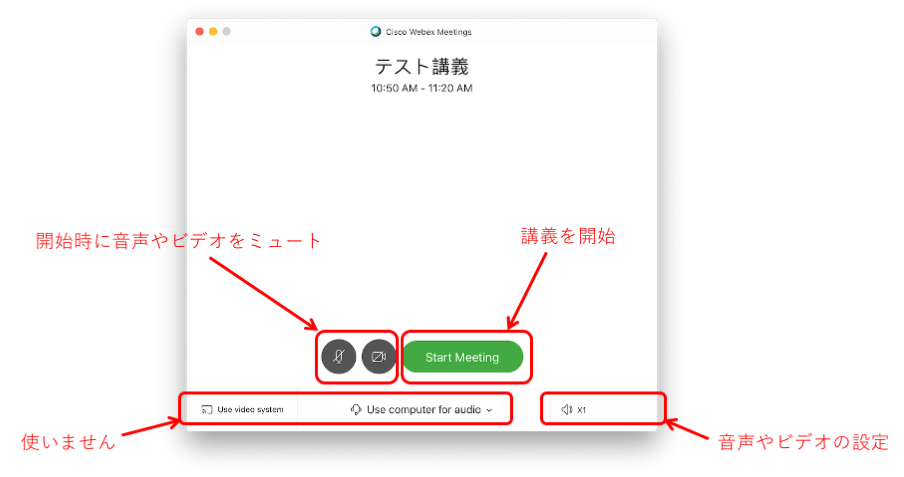 Cisco Webex Meetings
テスト講義
10:50 AM - 11:20 AM
開始時に音声やビデオをミュート
講義を開始
Start Meeting
Use video system
Use computer for audio
X1
使いません
音声やビデオの設定